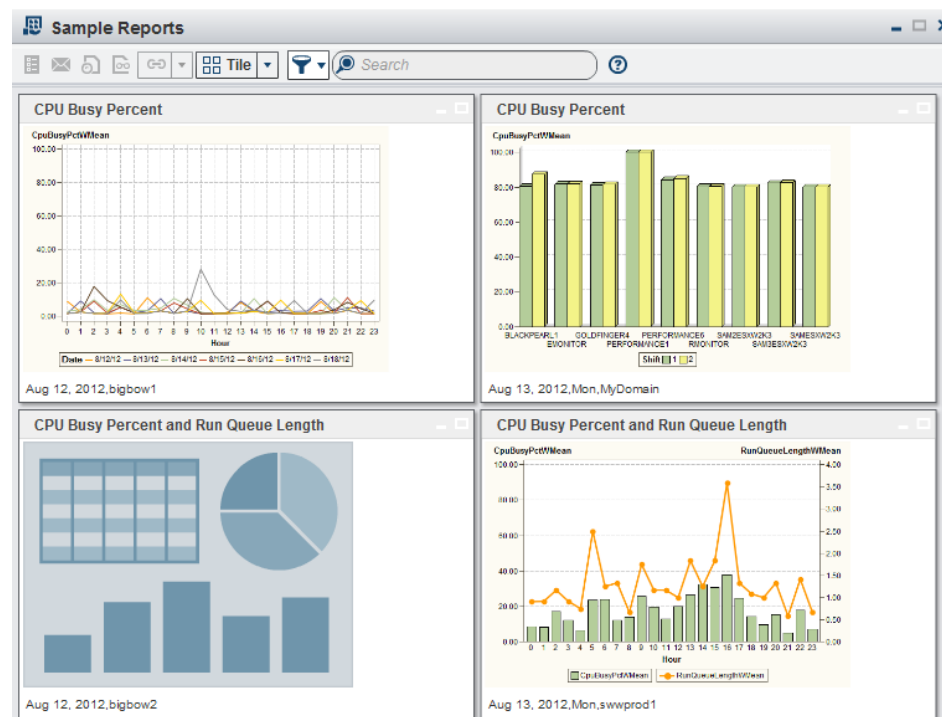 Sample Reports
Tile
Search
CPU Busy Percent
CpuBusyPctWMean
100.00
80.00
60.00
40.00
20.00
0.00
0 1 2 3 4 5 6 7 8 9 10 11 12 13 14 15 16 17 18 19 20 21 22 23
Hour
Date 8/12/12 8/13/12 8/14/12 8/15/12 8/16/12 8/17/12 8/18/12
Aug 12, 2012,bigbow1
CPU Busy Percent
CpuBusyPctWMean
100.00
80.00
60.00
40.00
20.00
0.00
BLACKPEARL1 GOLDFINGER4 PERFORMANCE6 SAM2ESXW2K3 SAMESXW2K3
EMONITOR PERFORMANCE1 RMONITOR SAM3ESXW2K3
Shift 1 2
Aug 13, 2012,Mon,MyDomain
CPU Busy Percent and Run Queue Length
Aug 12, 2012,bigbow2
CPU Busy Percent and Run Queue Length
CpuBusyPctWMean RunQueueLengthWMean
100.00 4.00
3.50
80.00 3.00
2.50
60.00
2.00
40.00
1.50
20.00 1.00
0.50
0.00 0.00
0 1 2 3 4 5 6 7 8 9 10 11 12 13 14 15 16 17 18 19 20 21 22 23
Hour
CpuBusyPctWMean RunQueueLengthWMean
Aug 13, 2012,Mon,swwprod1